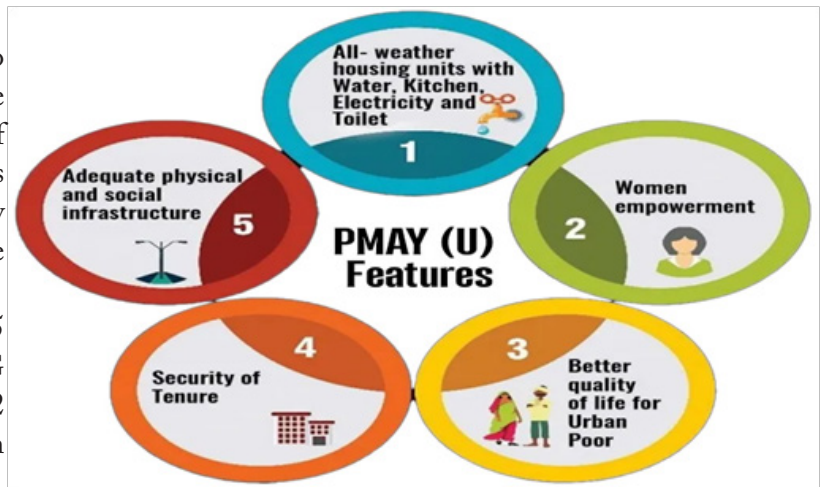 All- weather
housing units with
Water, Kitchen,
Electricity and
Toilet
1
Women
empowerment
2
3
Better
quality
of life for
Urban
Poor
4
Security of
Tenure
Adequate physical
and social
infrastructure
5
PMAY (U)
Features